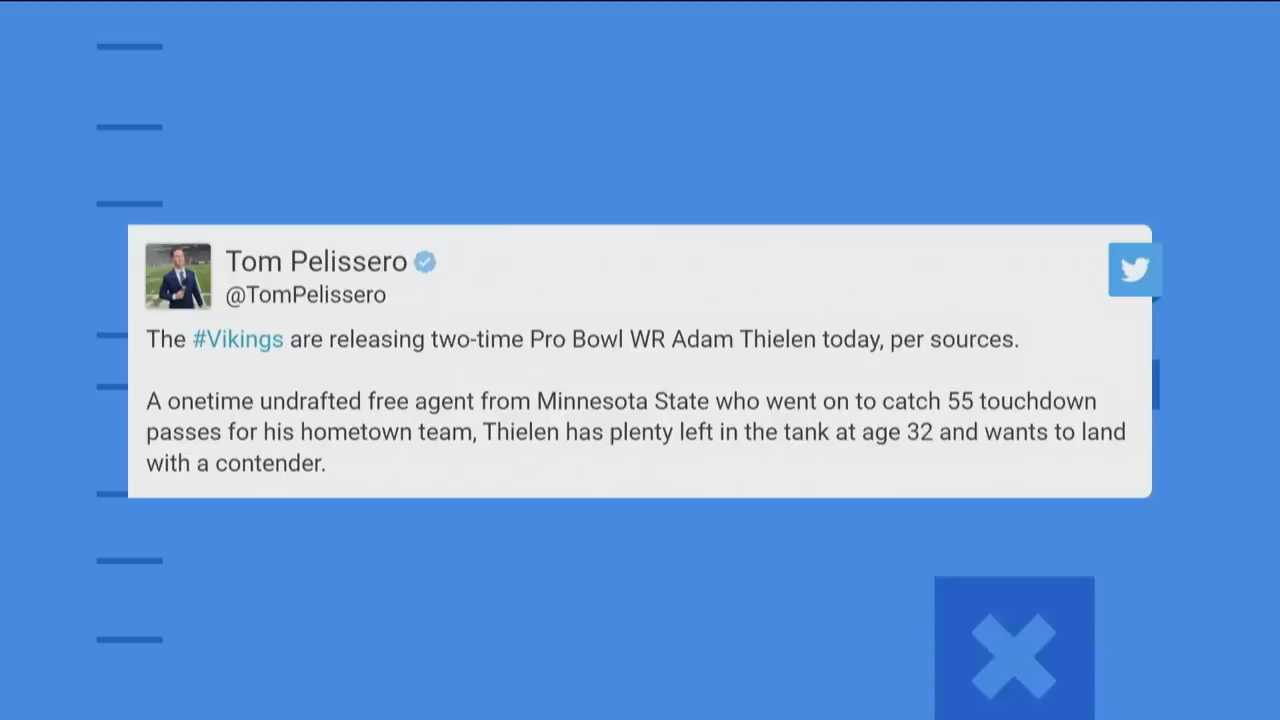 Tom Pelissero
@TomPelissero
The #Vikings are releasing two-time Pro Bowl WR Adam Thielen today, per sources.
A onetime undrafted free agent from Minnesota State who went on to catch 55 touchdown
passes for his hometown team, Thielen has plenty left in the tank at age 32 and wants to land
with a contender.